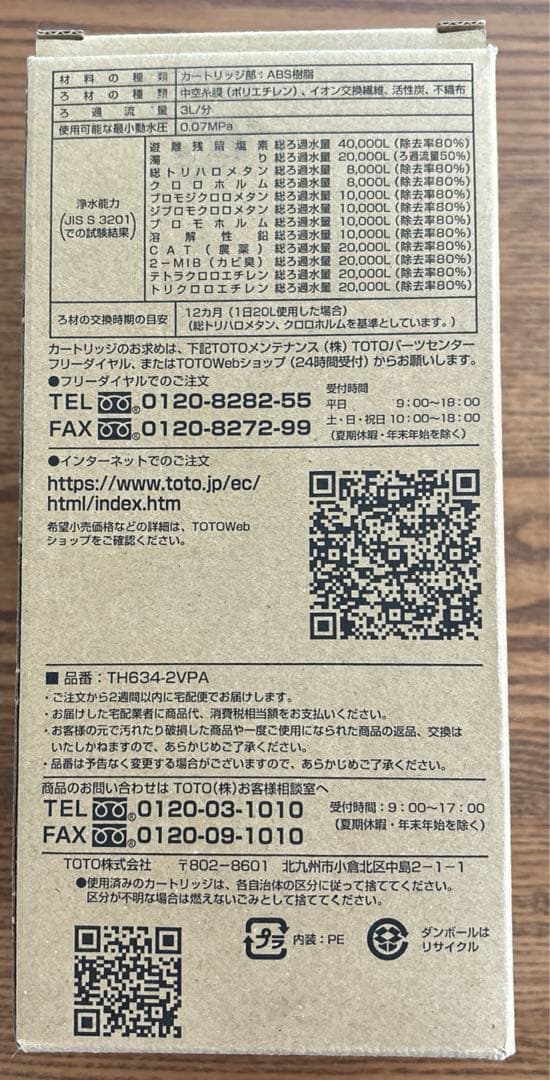 材料の種類 カートリッジ部:ABS樹脂
ろ材の種類 中空糸膜(ポリエチレン)、イオン交換繊維、活性炭、不織布
ろ過流量 3L/分
使用可能な最小動水圧 0.07MPa
浄水能力
(JIS S 3201)
での試験結果
遊離残留塩素 総ろ過水量 40,000L(除去率80%)
濁り 総ろ過水量 20,000L(ろ過流量50%)
総トリハロメタン 総ろ過水量 8,000L(除去率80%)
クロロホルム 総ろ過水量 8,000L(除去率80%)
ブロモジクロロメタン 総ろ過水量 10,000L(除去率80%)
ジブロモクロロメタン 総ろ過水量 10,000L(除去率80%)
ブロモホルム 総ろ過水量 10,000L(除去率80%)
溶解性鉛 総ろ過水量 10,000L(除去率80%)
CAT(農薬) 総ろ過水量 20,000L(除去率80%)
2-MIB(カビ臭) 総ろ過水量 20,000L(除去率80%)
テトラクロロエチレン 総ろ過水量 20,000L(除去率80%)
トリクロロエチレン 総ろ過水量 20,000L(除去率80%)
ろ材の交換時期の目安 12カ月(1日20L使用した場合)
(総トリハロメタン、クロロホルムを基準としています。)
カートリッジのお求めは、下記TOTOメンテナンス(株)TOTOパーツセンター
フリーダイヤル、またはTOTOWebショップ(24時間受付)からお願いします。
●フリーダイヤルでのご注文
TEL 0120-8282-55
FAX 0120-8272-99
受付時間
平日 9:00~18:00
土・日・祝日 10:00~18:00
(夏期休暇・年末年始を除く)
●インターネットでのご注文
https://www.toto.jp/ec/
html/index.htm
希望小売価格などの詳細は、TOTOWeb
ショップをご確認ください。
■品番:TH634-2VPA
・ご注文から2週間以内に宅配便でお届けします。
・お届けした宅配業者に商品代、消費税相当額をお支払いください。
・お客様の元で汚れたり破損した商品や一度ご使用になられた商品の返品、交換は
いたしかねますので、あらかじめご了承ください。
・品番は予告なく変更する場合がございますので、あらかじめご了承ください。
商品のお問い合わせは TOTO(株)お客様相談室へ
TEL 0120-03-1010
FAX 0120-09-1010
受付時間:9:00~17:00
(夏期休暇・年末年始を除く)
TOTO株式会社 〒802-8601 北九州市小倉北区中島2-1-1
●使用済みのカートリッジは、各自治体の区分に従って捨ててください。
区分が不明な場合は燃えないごみとして捨ててください。
プラ 内装:PE
ダンボールは
リサイクル